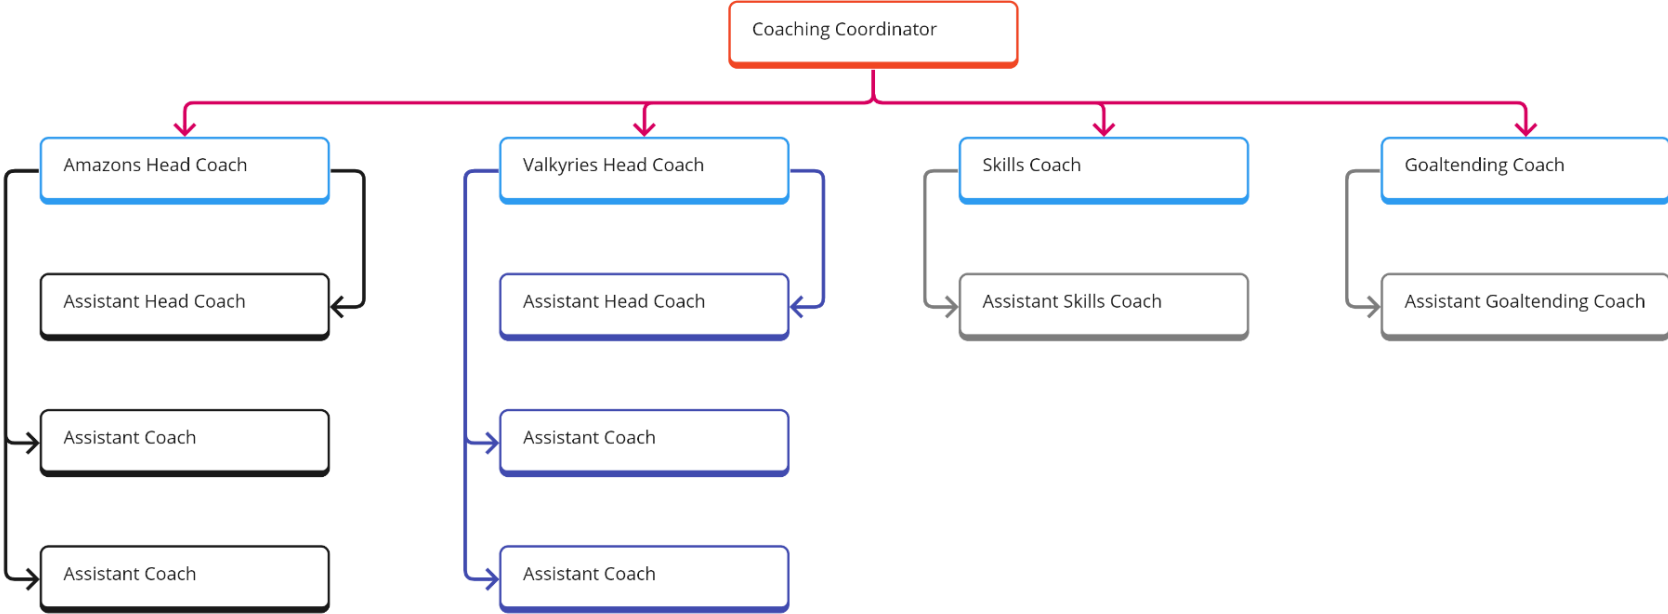 Coaching Coordinator
Amazons Head Coach
Valkyries Head Coach
Skills Coach
Goaltending Coach
Assistant Head Coach
Assistant Head Coach
Assistant Skills Coach
Assistant Goaltending Coach
Assistant Coach
Assistant Coach
Assistant Coach
Assistant Coach